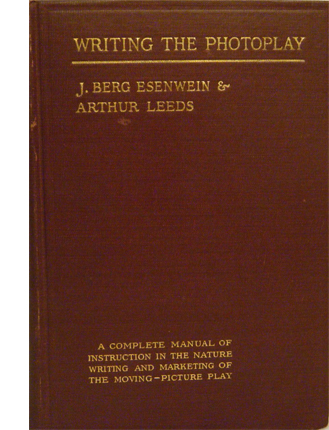 WRITING THE PHOTOPLAY
J. BERG ESENWEIN &
ARTHUR LEEDS
A COMPLETE MANUAL OF
INSTRUCTION IN THE NATURE
WRITING AND MARKETING OF
THE MOVING-PICTURE PLAY